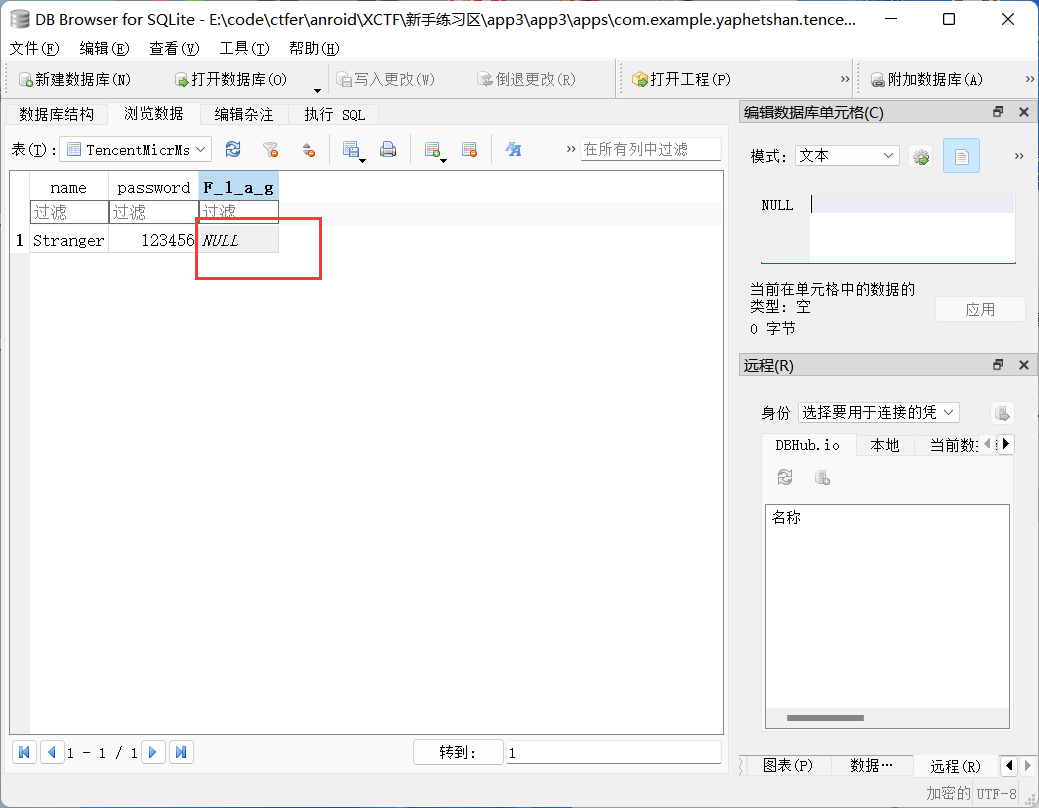 DB Browser for SQLite - E:\code\ctfer\anroid\XCTF\新手练习区\app3\app3\apps\com.example.yaphetshan.tence...
文件(F) 编辑(E) 查看(V) 工具(T) 帮助(H)
新建数据库(N) 打开数据库(O) 写入更改(W) 倒退更改(R) 打开工程(P) » 附加数据库(A) »
数据库结构 浏览数据 编辑杂注 执行 SQL
表(T): TencentMicrMs » 在所有列中过滤
name password F_l_a_g
过滤 过滤 过滤
1 Stranger 123456 NULL
1 - 1 / 1 转到: 1
编辑数据库单元格(C)
模式: 文本 »
NULL
当前在单元格中的数据的
类型: 空
0 字节
应用
远程(R)
身份 选择要用于连接的凭
DBHub.io 本地 当前数:
名称
图表(P) 数据… 远程(R)
加密的 UTF-8